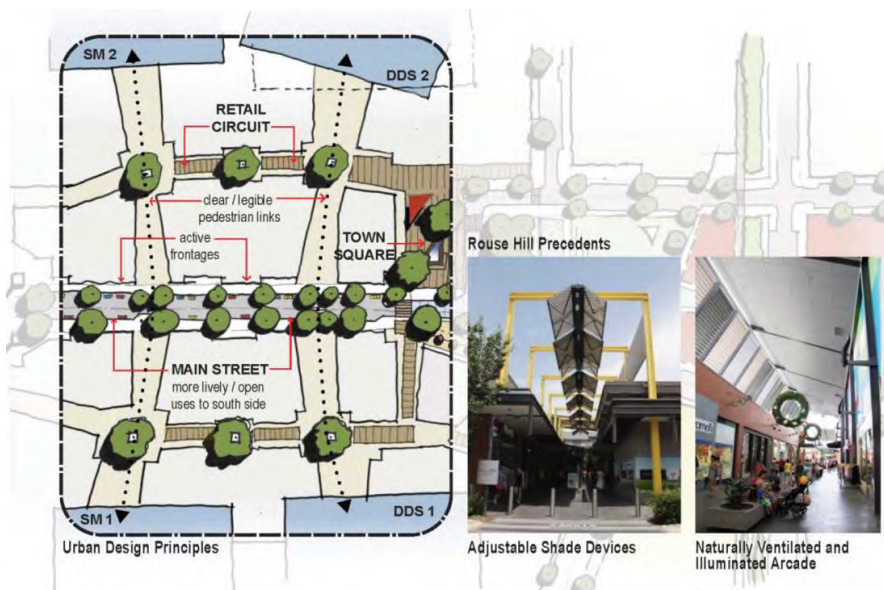 SM 2
DDS 2
RETAIL
CIRCUIT
clear / legible
pedestrian links
active
frontages
TOWN
SQUARE
MAIN STREET
more lively / open
uses to south side
SM 1
DDS 1
Urban Design Principles
Rouse Hill Precedents
Adjustable Shade Devices
Naturally Ventilated and
Illuminated Arcade